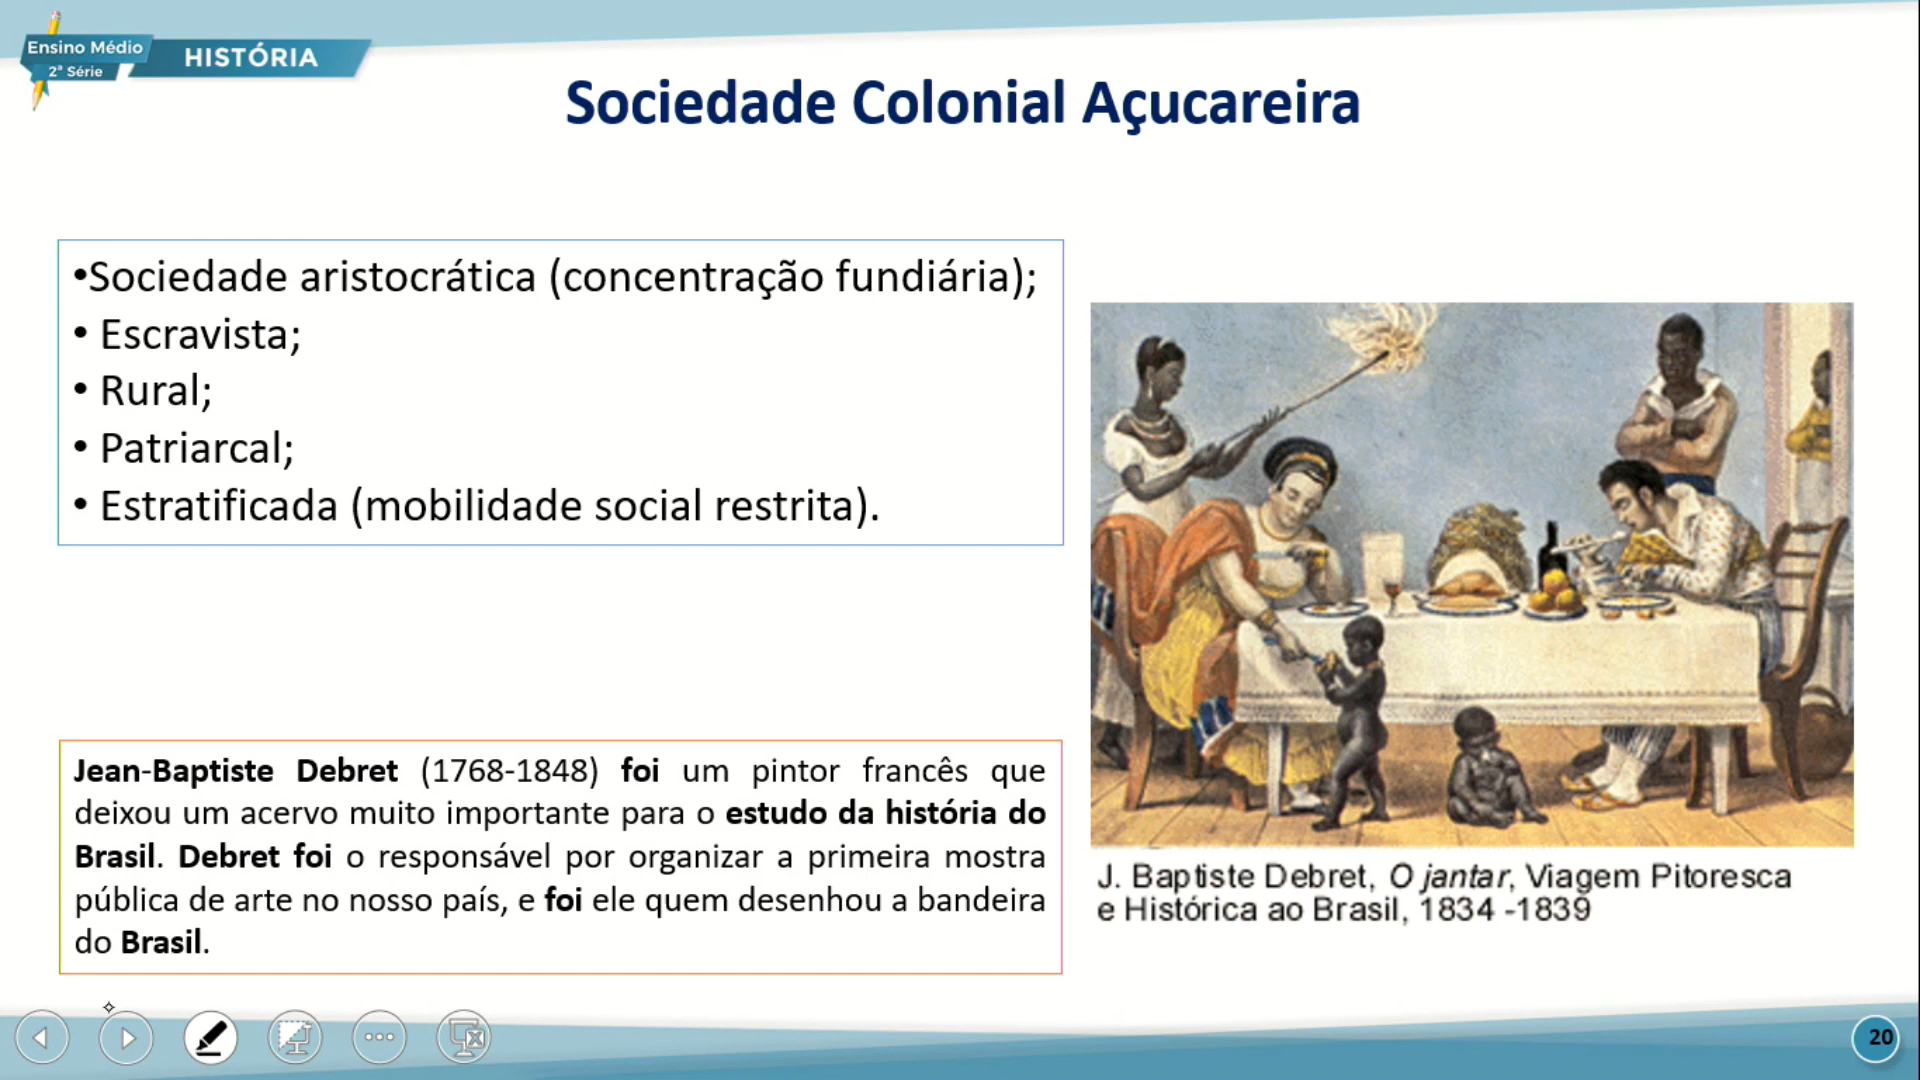 Ensino Médio
2ª Série
HISTÓRIA
Sociedade Colonial Açucareira
•Sociedade aristocrática (concentração fundiária);
• Escravista;
• Rural;
• Patriarcal;
• Estratificada (mobilidade social restrita).
Jean-Baptiste Debret (1768-1848) foi um pintor francês que
deixou um acervo muito importante para o estudo da história do
Brasil. Debret foi o responsável por organizar a primeira mostra
pública de arte no nosso país, e foi ele quem desenhou a bandeira
do Brasil.
J. Baptiste Debret, O jantar, Viagem Pitoresca
e Histórica ao Brasil, 1834 -1839
20